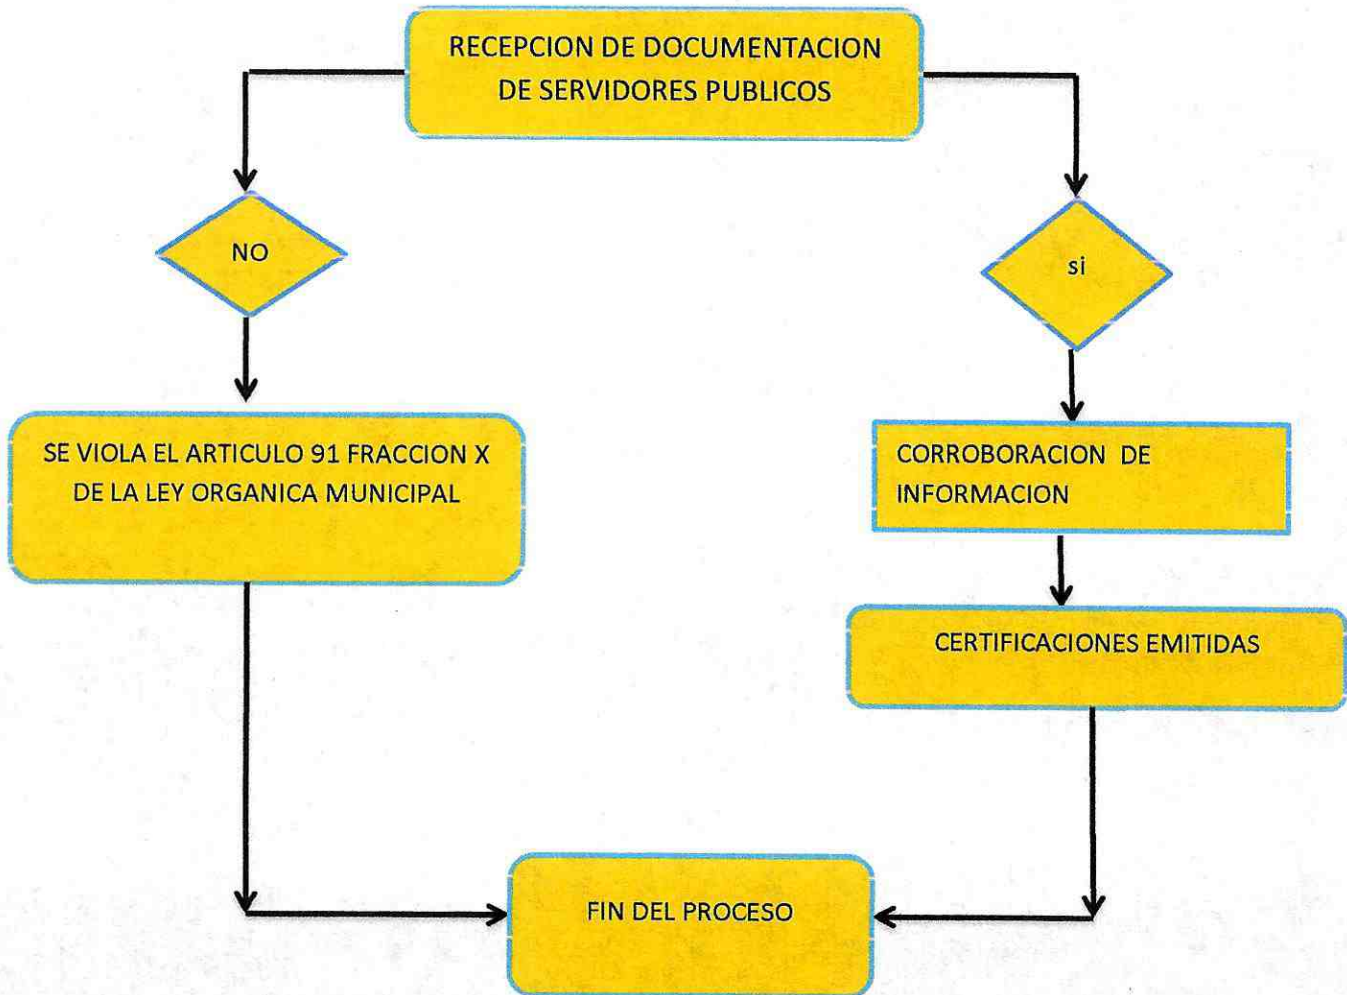 RECEPCION DE DOCUMENTACION
DE SERVIDORES PUBLICOS
NO
si
SE VIOLA EL ARTICULO 91 FRACCION X
DE LA LEY ORGANICA MUNICIPAL
CORROBORACION DE
INFORMACION
CERTIFICACIONES EMITIDAS
FIN DEL PROCESO